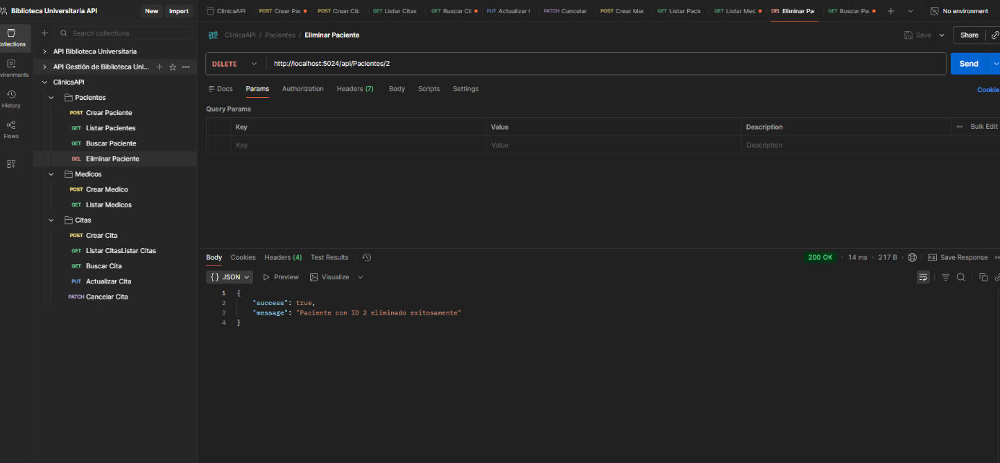 Biblioteca Universitaria API New Import
ClinicaAPI POST Crear Pac POST Crear Cit GET Listar Citas GET Buscar Cit PUT Actualizar PATCH Cancelar POST Crear Mec GET Listar Paci GET Listar Med DEL Eliminar Pa GET Buscar Pac No environment
Collections
Environments
History
Flows
Search collections
API Biblioteca Universitaria
API Gestión de Biblioteca Uni...
ClinicaAPI
Pacientes
POST Crear Paciente
GET Listar Pacientes
GET Buscar Paciente
DEL Eliminar Paciente
Medicos
POST Crear Medico
GET Listar Medicos
Citas
POST Crear Cita
GET Listar CitasListar Citas
GET Buscar Cita
PUT Actualizar Cita
PATCH Cancelar Cita
HTTP ClinicaAPI / Pacientes / Eliminar Paciente Save Share
DELETE http://localhost:5024/api/Pacientes/2 Send
Docs Params Authorization Headers (7) Body Scripts Settings Cookie
Query Params
Key Value Description Bulk Edit
Key Value Description
Body Cookies Headers (4) Test Results 200 OK 14 ms 217 B Save Response
{} JSON Preview Visualize
1 {
2 "success": true,
3 "message": "Paciente con ID 2 eliminado exitosamente"
4 }